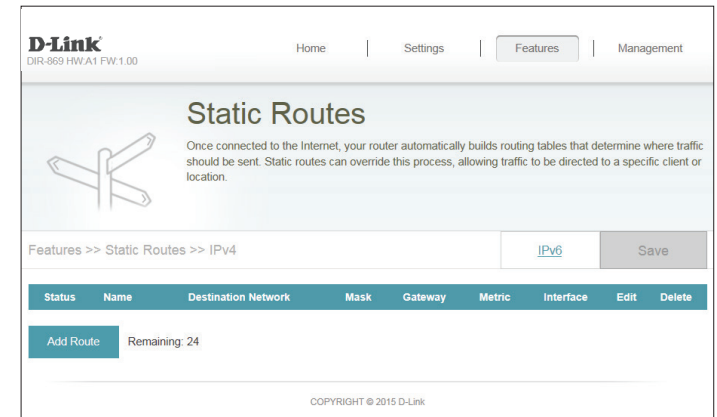 D-Link
DIR-869 HW:A1 FW:1.00
Home | Settings | Features | Management
Static Routes
Once connected to the Internet, your router automatically builds routing tables that determine where traffic
should be sent. Static routes can override this process, allowing traffic to be directed to a specific client or
location.
Features >> Static Routes >> IPv4
IPv6
Save
Status Name Destination Network Mask Gateway Metric Interface Edit Delete
Add Route Remaining: 24
COPYRIGHT © 2015 D-Link